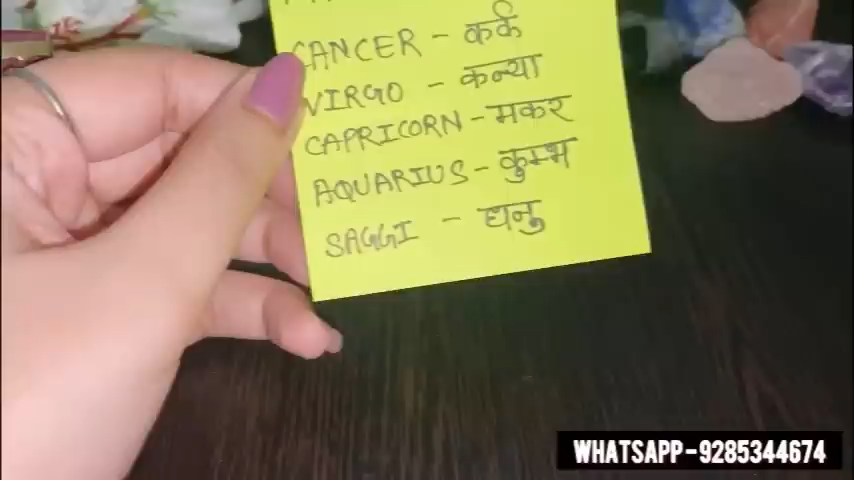 CANCER - कर्क
VIRGO - कन्या
CAPRICORN - मकर
AQUARIUS - कुम्भ
SAGGI - धनु
WHATSAPP-9285344674